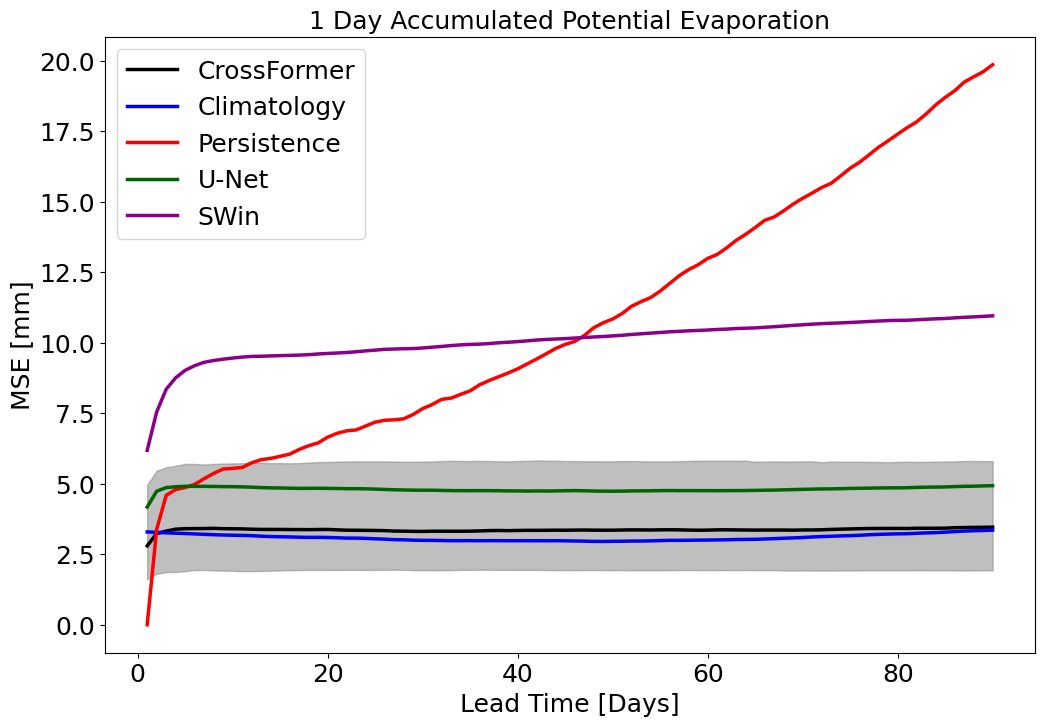 1 Day Accumulated Potential Evaporation
CrossFormer
Climatology
Persistence
U-Net
SWin
MSE [mm]
20.0
17.5
15.0
12.5
10.0
7.5
5.0
2.5
0.0
0 20 40 60 80
Lead Time [Days]